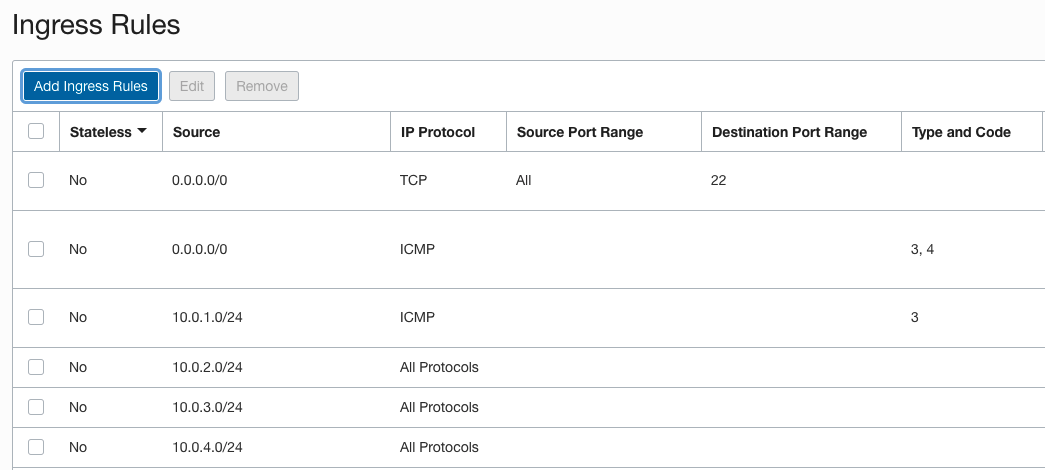 Ingress Rules
Add Ingress Rules Edit Remove
Stateless Source IP Protocol Source Port Range Destination Port Range Type and Code
No 0.0.0.0/0 TCP All 22
No 0.0.0.0/0 ICMP 3, 4
No 10.0.1.0/24 ICMP 3
No 10.0.2.0/24 All Protocols
No 10.0.3.0/24 All Protocols
No 10.0.4.0/24 All Protocols